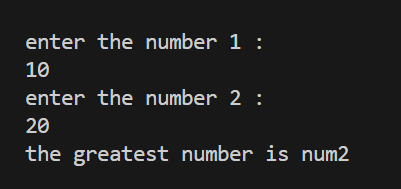 enter the number 1 :
10
enter the number 2 :
20
the greatest number is num2